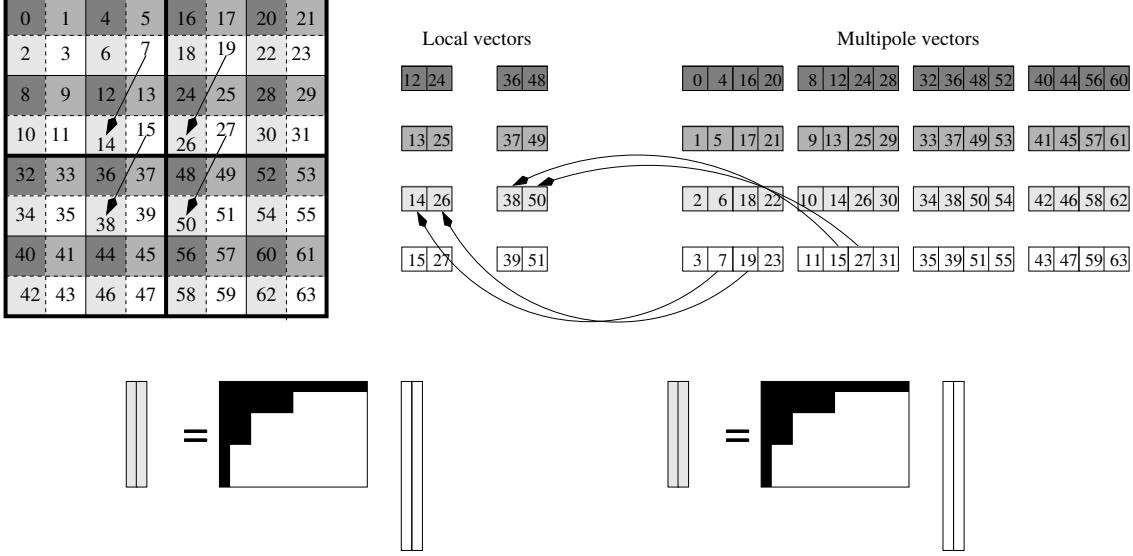 0 1 4 5 16 17 20 21
2 3 6 7 18 19 22 23
8 9 12 13 24 25 28 29
10 11 14 15 26 27 30 31
32 33 36 37 48 49 52 53
34 35 38 39 50 51 54 55
40 41 44 45 56 57 60 61
42 43 46 47 58 59 62 63
Local vectors
12 24 36 48
13 25 37 49
14 26 38 50
15 27 39 51
Multipole vectors
0 4 16 20 8 12 24 28 32 36 48 52 40 44 56 60
1 5 17 21 9 13 25 29 33 37 49 53 41 45 57 61
2 6 18 22 10 14 26 30 34 38 50 54 42 46 58 62
3 7 19 23 11 15 27 31 35 39 51 55 43 47 59 63
= =